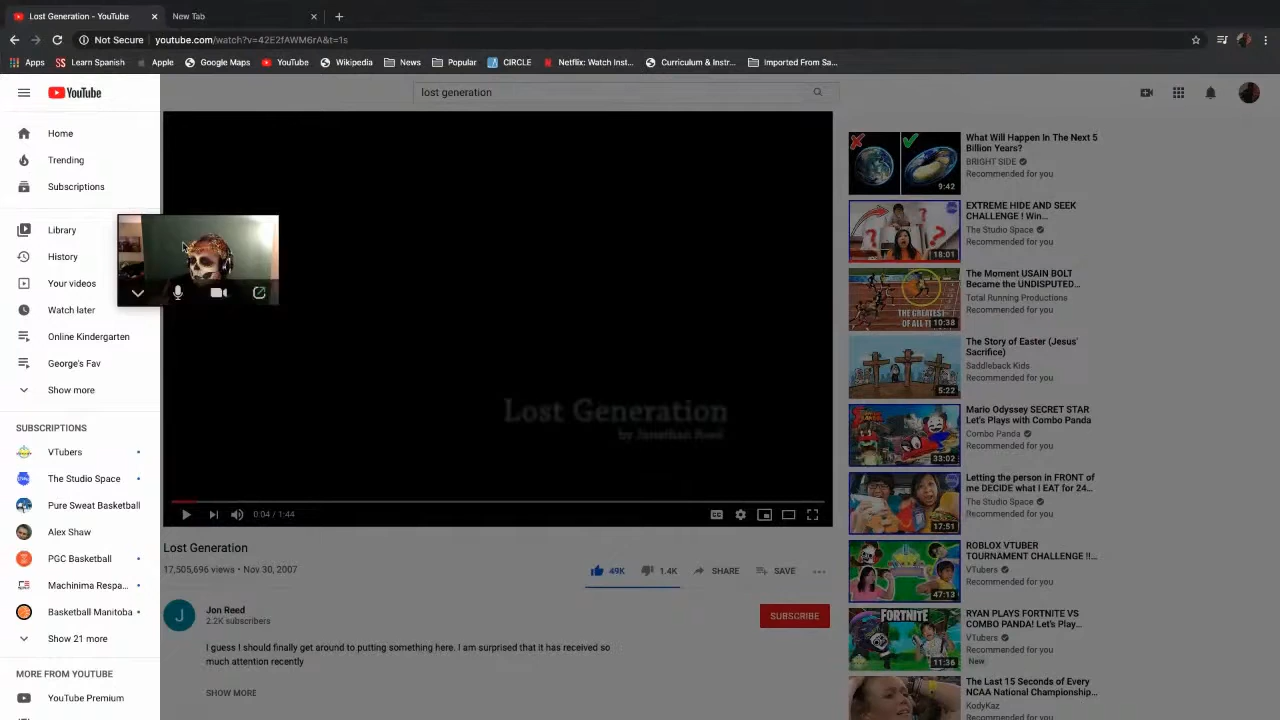 Lost Generation - YouTube
New Tab
Not Secure
youtube.com/watch?v=42E2fAWM6rA&t=1s
Apps
Learn Spanish
Apple
Google Maps
YouTube
Wikipedia
News
Popular
CIRCLE
Netflix: Watch Inst...
Curriculum & Instr...
Imported From Sa...
YouTube
lost generation
Home
Trending
Subscriptions
Library
History
Your videos
Watch later
Online Kindergarten
George's Fav
Show more
SUBSCRIPTIONS
VTubers
The Studio Space
Pure Sweat Basketball
Alex Shaw
PGC Basketball
Machinima Respa...
Basketball Manitoba
Show 21 more
MORE FROM YOUTUBE
YouTube Premium
Lost Generation
by Jonathan Reed
0:04 / 1:44
Lost Generation
17,505,696 views • Nov 30, 2007
49K
1.4K
SHARE
SAVE
J
Jon Reed
2.2K subscribers
SUBSCRIBE
I guess I should finally get around to putting something here. I am surprised that it has received so
much attention recently
SHOW MORE
9:42
What Will Happen In The Next 5
Billion Years?
BRIGHT SIDE
Recommended for you
18:01
EXTREME HIDE AND SEEK
CHALLENGE ! Win...
The Studio Space
Recommended for you
THE GREATEST
OF ALL T
10:38
The Moment USAIN BOLT
Became the UNDISPUTED...
Total Running Productions
Recommended for you
5:22
The Story of Easter (Jesus'
Sacrifice)
Saddleback Kids
Recommended for you
33:02
Mario Odyssey SECRET STAR
Let's Plays with Combo Panda
Combo Panda
Recommended for you
17:51
Letting the person in FRONT of
me DECIDE what I EAT for 24...
The Studio Space
Recommended for you
47:13
ROBLOX VTUBER
TOURNAMENT CHALLENGE !!...
VTubers
Recommended for you
FORTNITE
11:36
RYAN PLAYS FORTNITE VS
COMBO PANDA! Let's Play...
VTubers
Recommended for you
New
The Last 15 Seconds of Every
NCAA National Championship...
KodyKaz
Recommended for you